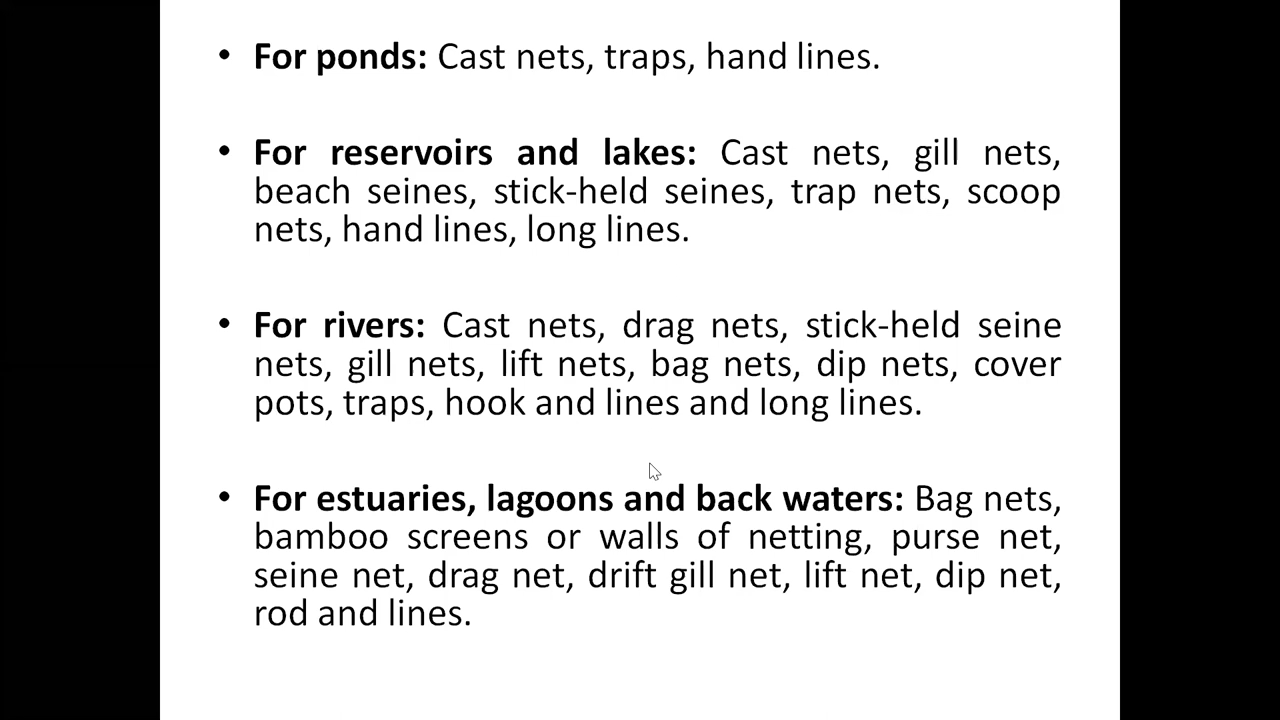 • For ponds: Cast nets, traps, hand lines.
• For reservoirs and lakes: Cast nets, gill nets,
beach seines, stick-held seines, trap nets, scoop
nets, hand lines, long lines.
• For rivers: Cast nets, drag nets, stick-held seine
nets, gill nets, lift nets, bag nets, dip nets, cover
pots, traps, hook and lines and long lines.
• For estuaries, lagoons and back waters: Bag nets,
bamboo screens or walls of netting, purse net,
seine net, drag net, drift gill net, lift net, dip net,
rod and lines.